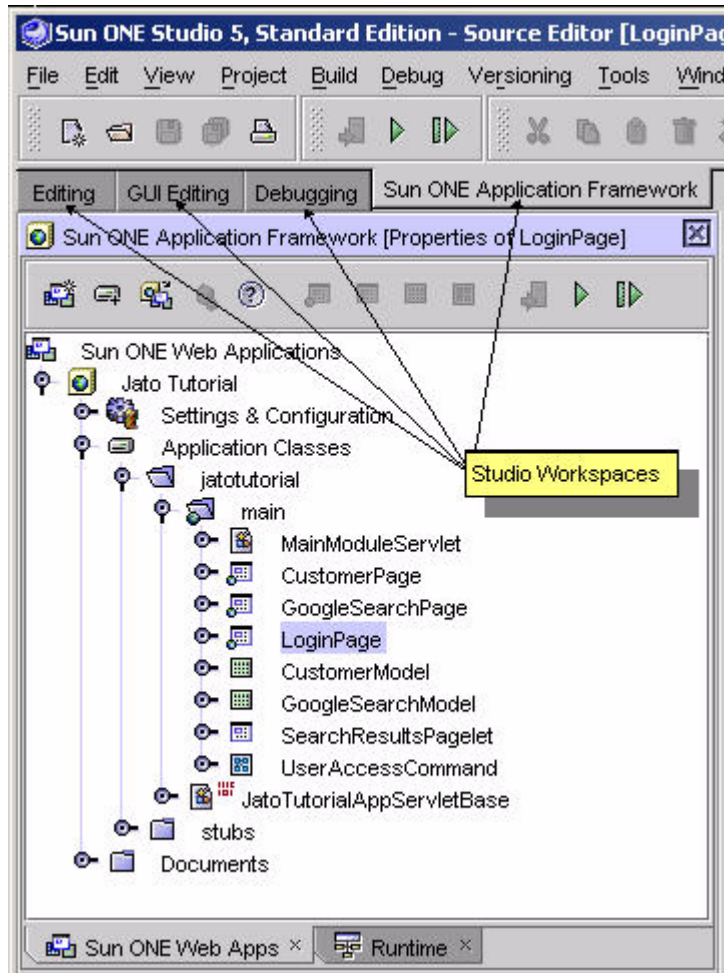 Sun ONE Studio 5, Standard Edition - Source Editor [LoginPag
File Edit View Project Build Debug Versioning Tools Wind
Editing GUI Editing Debugging Sun ONE Application Framework
Sun ONE Application Framework [Properties of LoginPage]
Sun ONE Web Applications
Jato Tutorial
Settings & Configuration
Application Classes
jatotutorial
Studio Workspaces
main
MainModuleServlet
CustomerPage
GoogleSearchPage
LoginPage
CustomerModel
GoogleSearchModel
SearchResultsPagelet
UserAccessCommand
JatoTutorialAppServletBase
stubs
Documents
Sun ONE Web Apps × Runtime ×